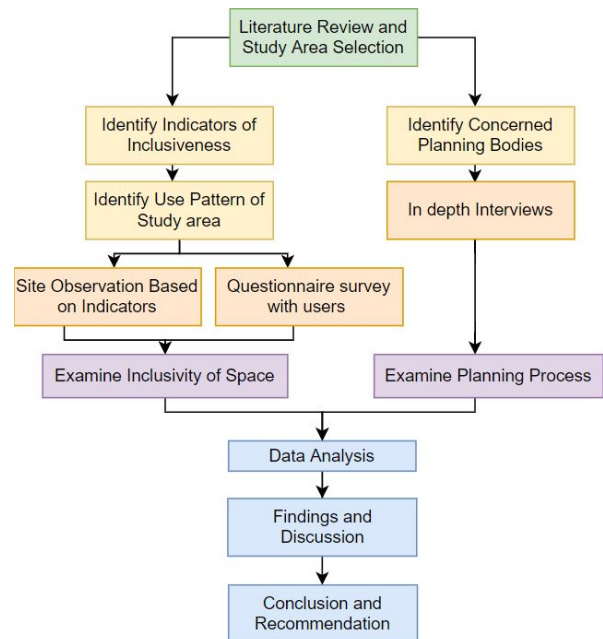 Literature Review and
Study Area Selection
Identify Indicators of
Inclusiveness
Identify Concerned
Planning Bodies
Identify Use Pattern of
Study area
In depth Interviews
Site Observation Based
on Indicators
Questionnaire survey
with users
Examine Inclusivity of Space
Examine Planning Process
Data Analysis
Findings and
Discussion
Conclusion and
Recommendation